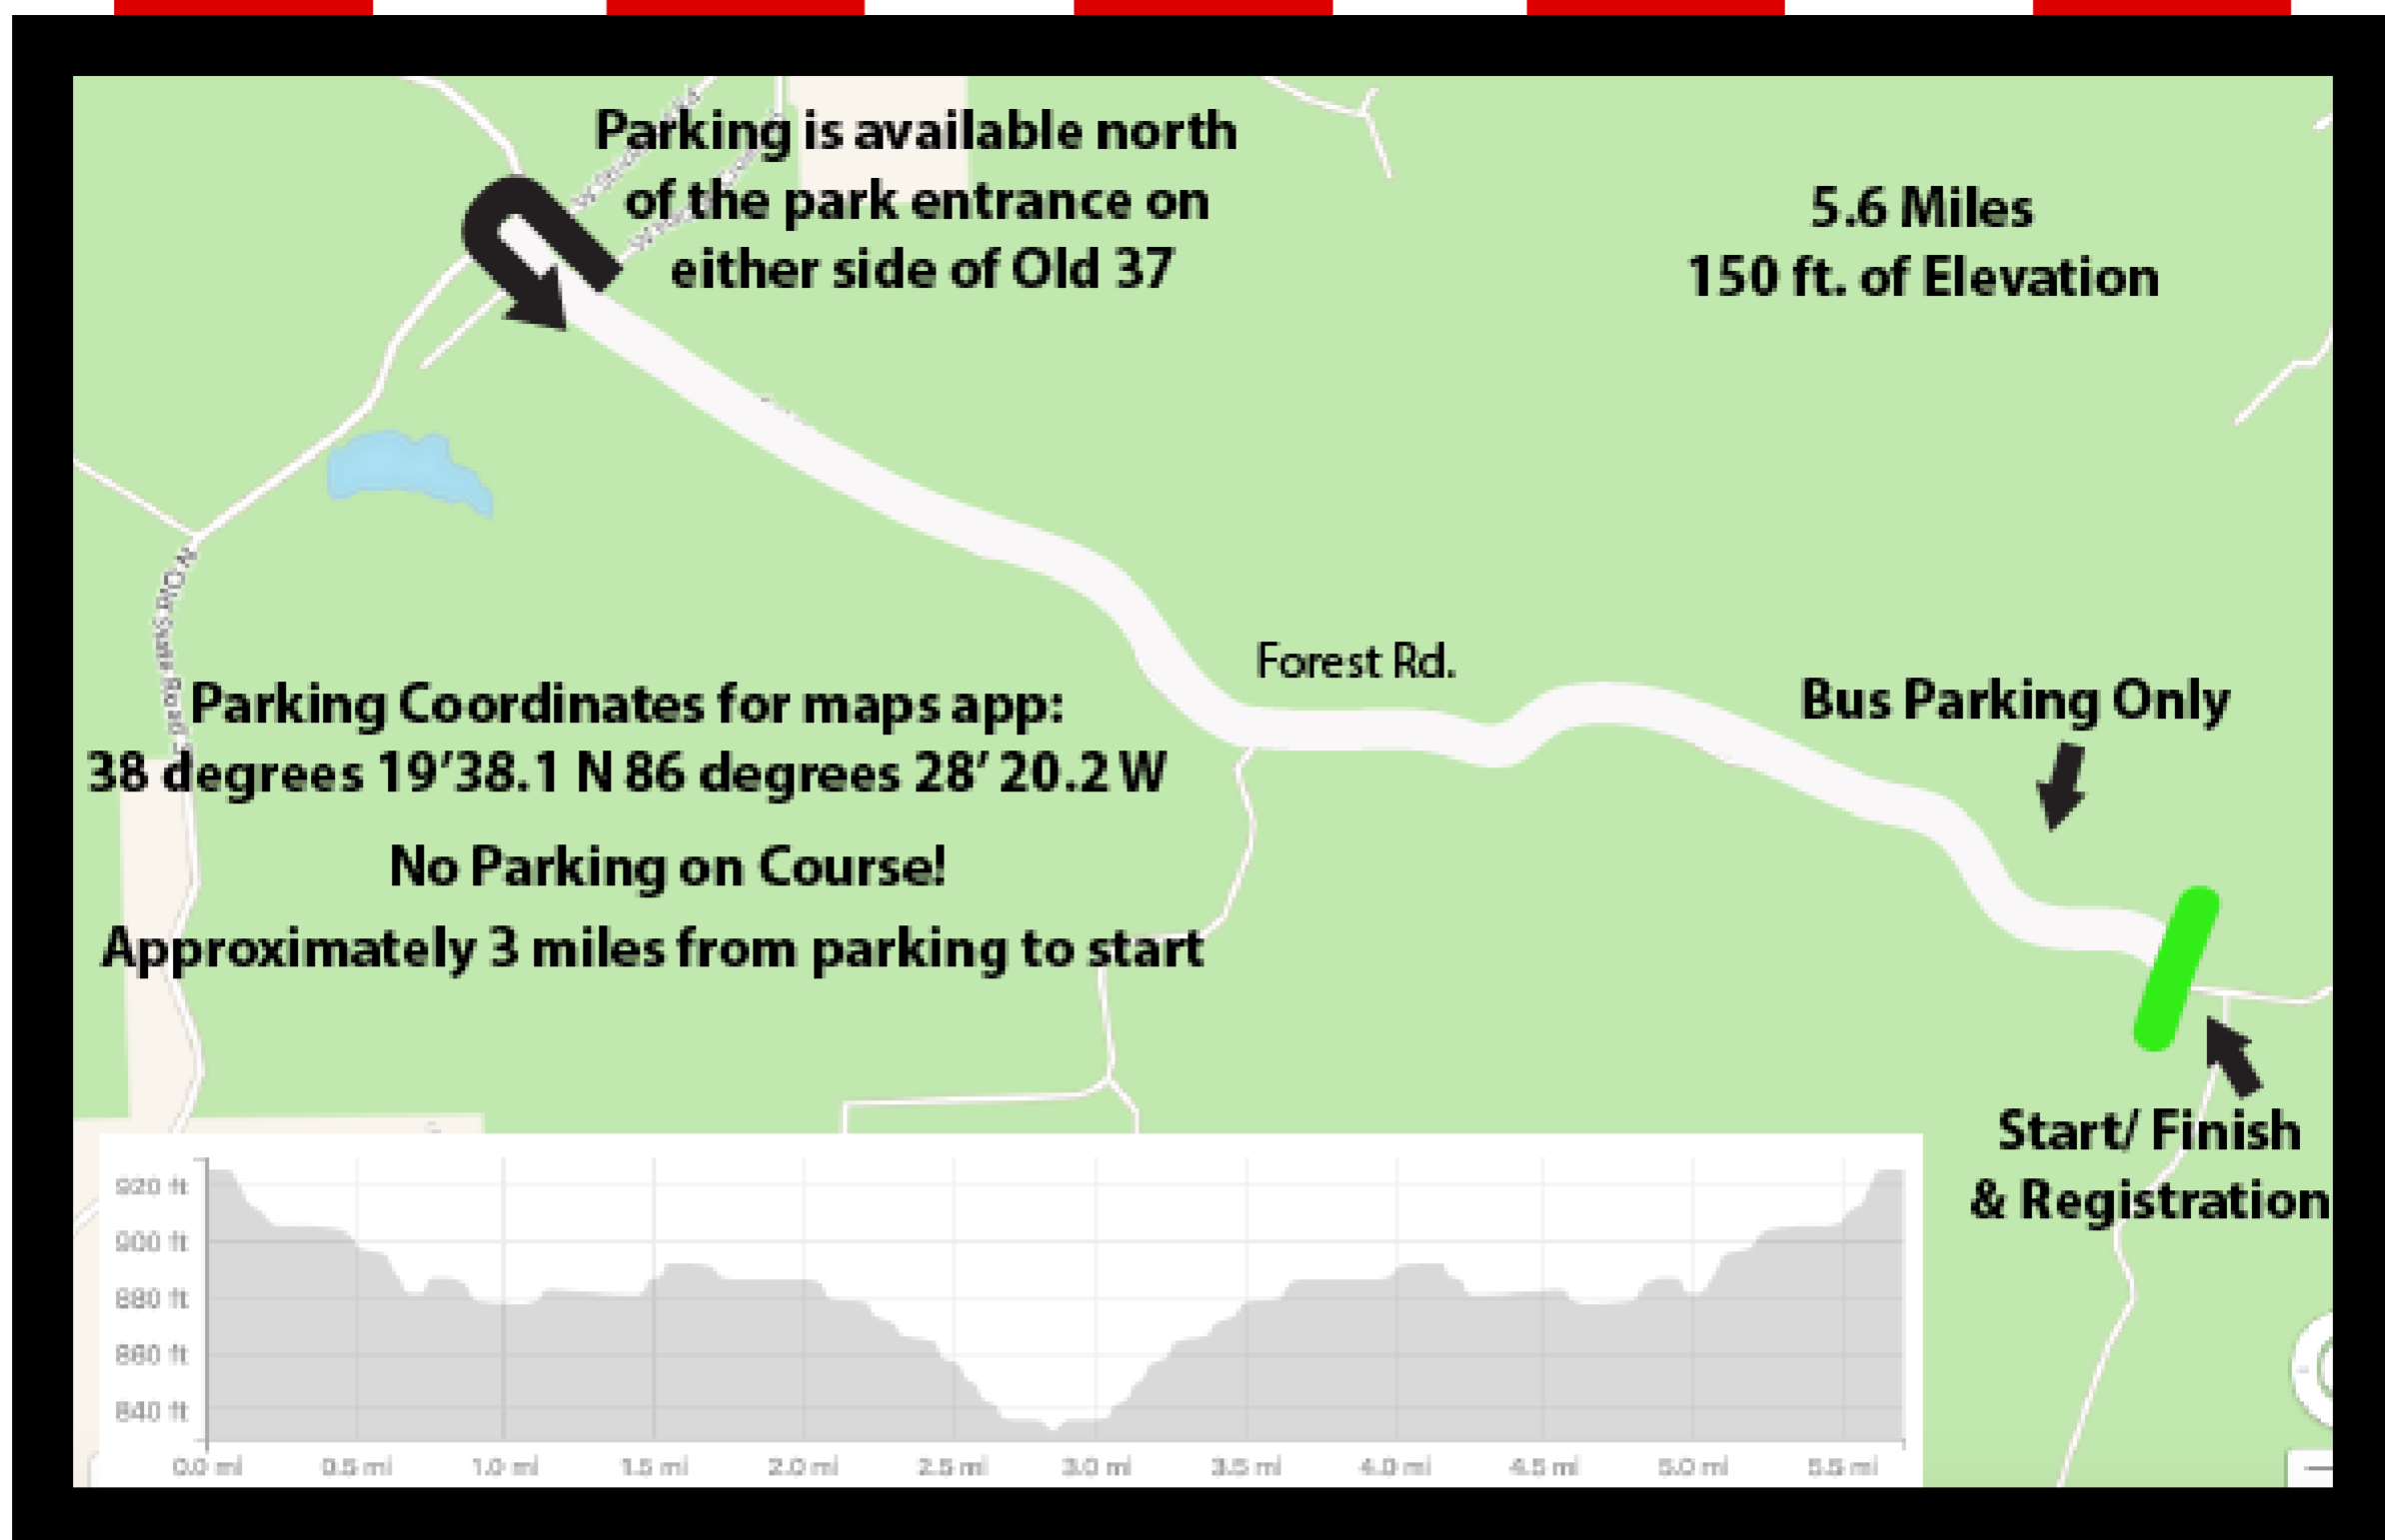 Parking is available north
of the park entrance on
either side of Old 37
5.6 Miles
150 ft. of Elevation
Forest Rd.
Bus Parking Only
Parking Coordinates for maps app:
38 degrees 19’38.1 N 86 degrees 28’ 20.2 W
No Parking on Course!
Approximately 3 miles from parking to start
Start/ Finish
& Registration
920 ft
900 ft
880 ft
860 ft
840 ft
0.0 mi 0.5 mi 1.0 mi 1.5 mi 2.0 mi 2.5 mi 3.0 mi 3.5 mi 4.0 mi 4.5 mi 5.0 mi 5.5 mi